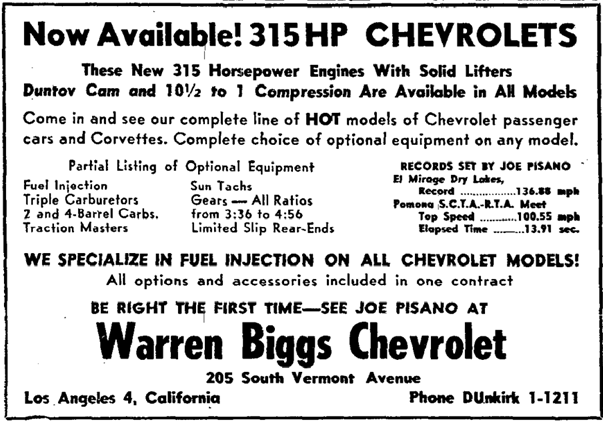 Now Available! 315 HP CHEVROLETS
These New 315 Horsepower Engines With Solid Lifters
Duntov Cam and 10½ to 1 Compression Are Available in All Models
Come in and see our complete line of HOT models of Chevrolet passenger
cars and Corvettes. Complete choice of optional equipment on any model.
Partial Listing of Optional Equipment
Fuel Injection
Triple Carburetors
2 and 4-Barrel Carbs.
Traction Masters
Sun Tachs
Gears — All Ratios
from 3:36 to 4:56
Limited Slip Rear-Ends
RECORDS SET BY JOE PISANO
El Mirage Dry Lakes,
Record ..............136.88 mph
Pomona S.C.T.A.-R.T.A. Meet
Top Speed ...........100.55 mph
Elapsed Time .........13.91 sec.
WE SPECIALIZE IN FUEL INJECTION ON ALL CHEVROLET MODELS!
All options and accessories included in one contract
BE RIGHT THE FIRST TIME—SEE JOE PISANO AT
Warren Biggs Chevrolet
205 South Vermont Avenue
Los Angeles 4, California
Phone DUnkirk 1-1211